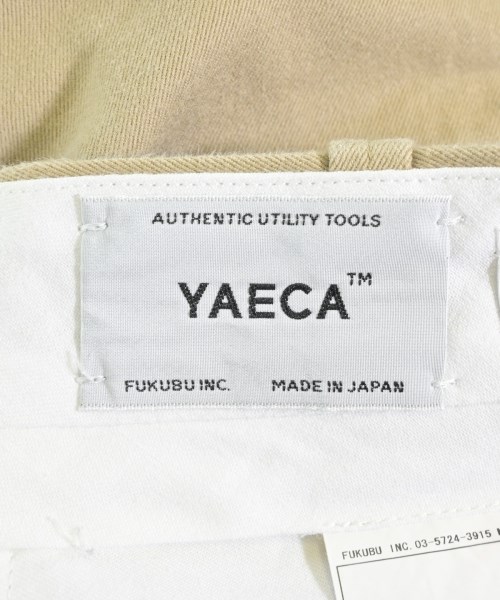 AUTHENTIC UTILITY TOOLS
YAECA™
FUKUBU INC. MADE IN JAPAN
FUKUBU INC. 03-5724-3915